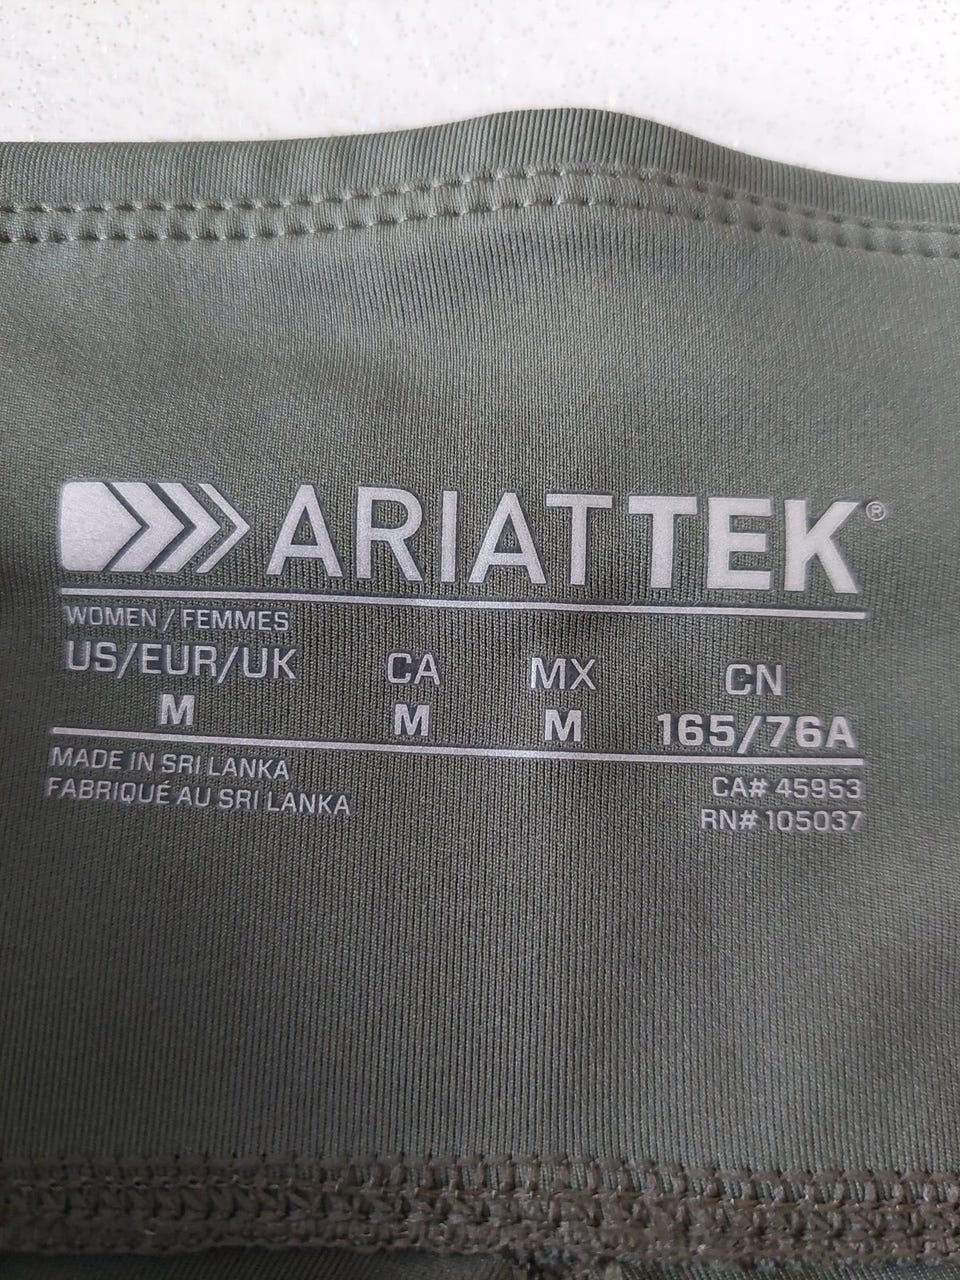 ARIATTEK®
WOMEN / FEMMES
US/EUR/UK CA MX CN
M M M 165/76A
MADE IN SRI LANKA CA# 45953
FABRIQUÉ AU SRI LANKA RN# 105037